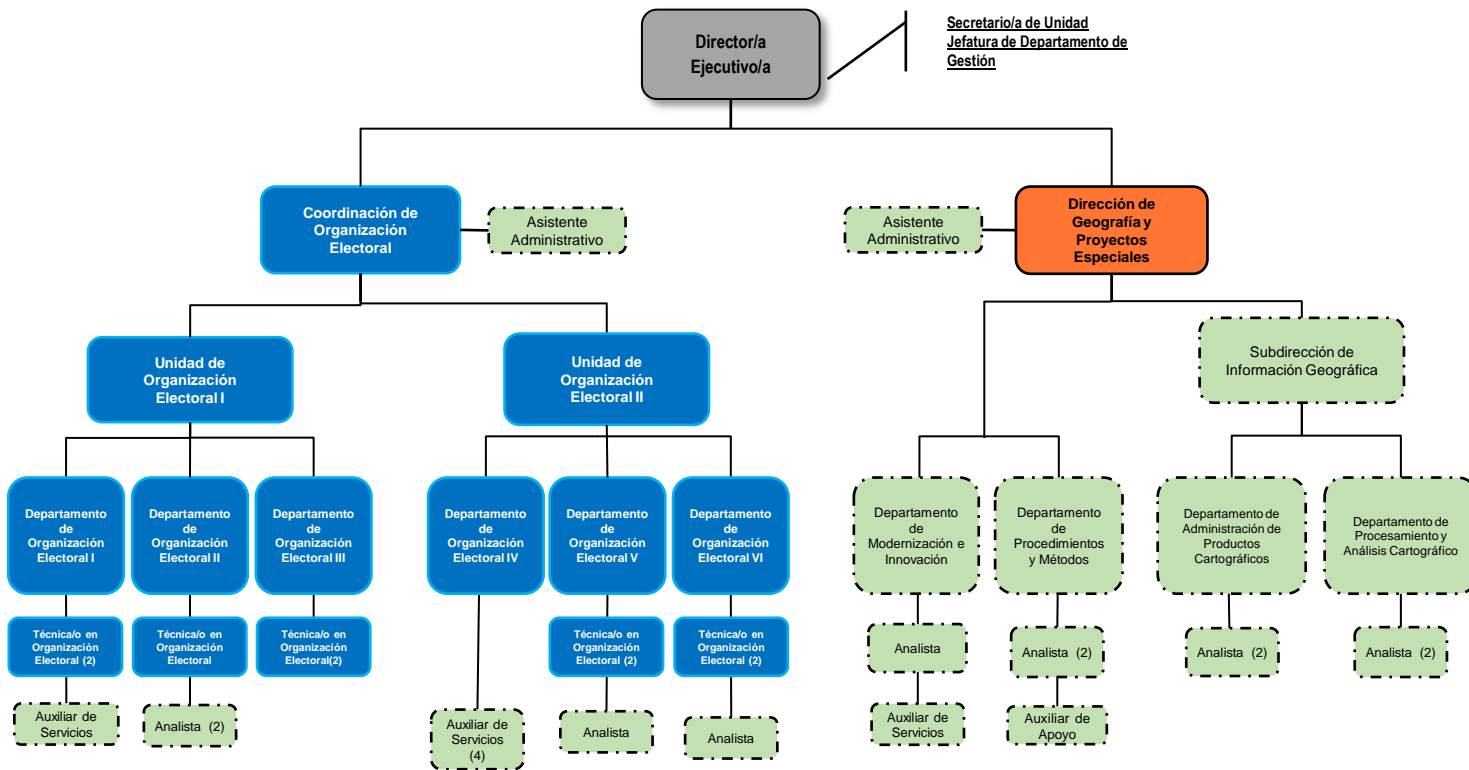 Director/a
Ejecutivo/a
Secretario/a de Unidad
Jefatura de Departamento de
Gestión
Coordinación de
Organización
Electoral
Asistente
Administrativo
Asistente
Administrativo
Dirección de
Geografía y
Proyectos
Especiales
Unidad de
Organización
Electoral I
Unidad de
Organización
Electoral II
Subdirección de
Información Geográfica
Departamento
de
Organización
Electoral I
Departamento
de
Organización
Electoral II
Departamento
de
Organización
Electoral III
Departamento
de
Organización
Electoral IV
Departamento
de
Organización
Electoral V
Departamento
de
Organización
Electoral VI
Departamento
de
Modernización e
Innovación
Departamento
de
Procedimientos
y Métodos
Departamento de
Administración de
Productos
Cartográficos
Departamento de
Procesamiento y
Análisis Cartográfico
Técnica/o en
Organización
Electoral (2)
Técnica/o en
Organización
Electoral
Técnica/o en
Organización
Electoral(2)
Técnica/o en
Organización
Electoral (2)
Técnica/o en
Organización
Electoral (2)
Analista
Analista (2)
Analista (2)
Analista (2)
Auxiliar de
Servicios
Analista (2)
Auxiliar de
Servicios
(4)
Analista
Analista
Auxiliar de
Servicios
Auxiliar de
Apoyo